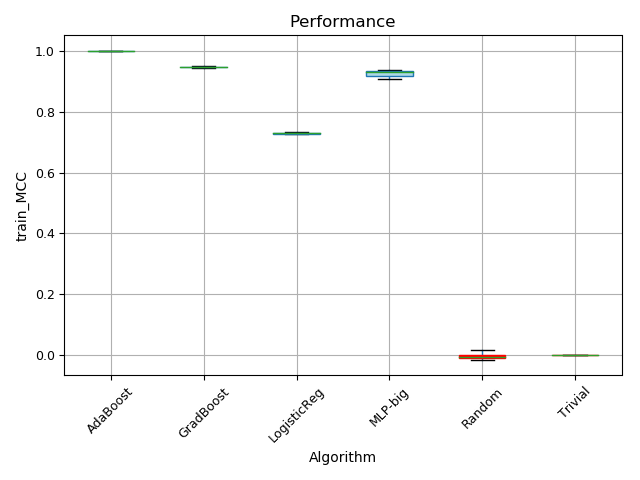 Performance
train_MCC
1.0
0.8
0.6
0.4
0.2
0.0
AdaBoost
GradBoost
LogisticReg
MLP-big
Random
Trivial
Algorithm